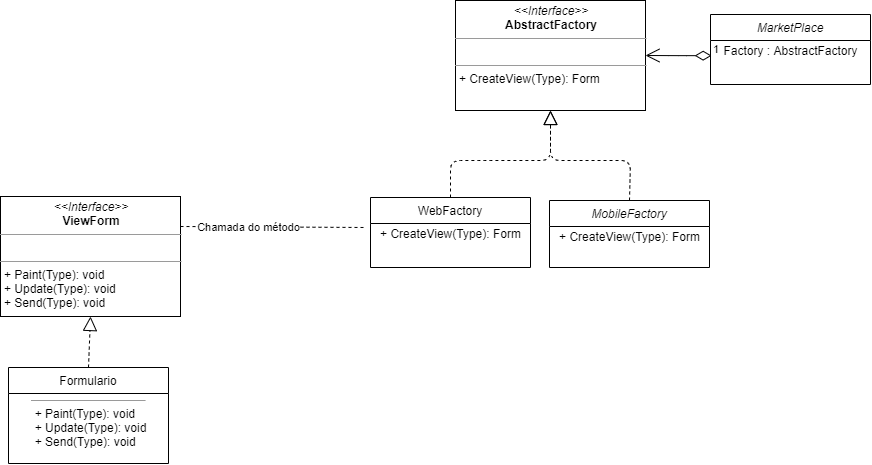 <<Interface>>
AbstractFactory
+ CreateView(Type): Form
MarketPlace
1
Factory : AbstractFactory
<<Interface>>
ViewForm
+ Paint(Type): void
+ Update(Type): void
+ Send(Type): void
Chamada do método
WebFactory
+ CreateView(Type): Form
MobileFactory
+ CreateView(Type): Form
Formulario
+ Paint(Type): void
+ Update(Type): void
+ Send(Type): void